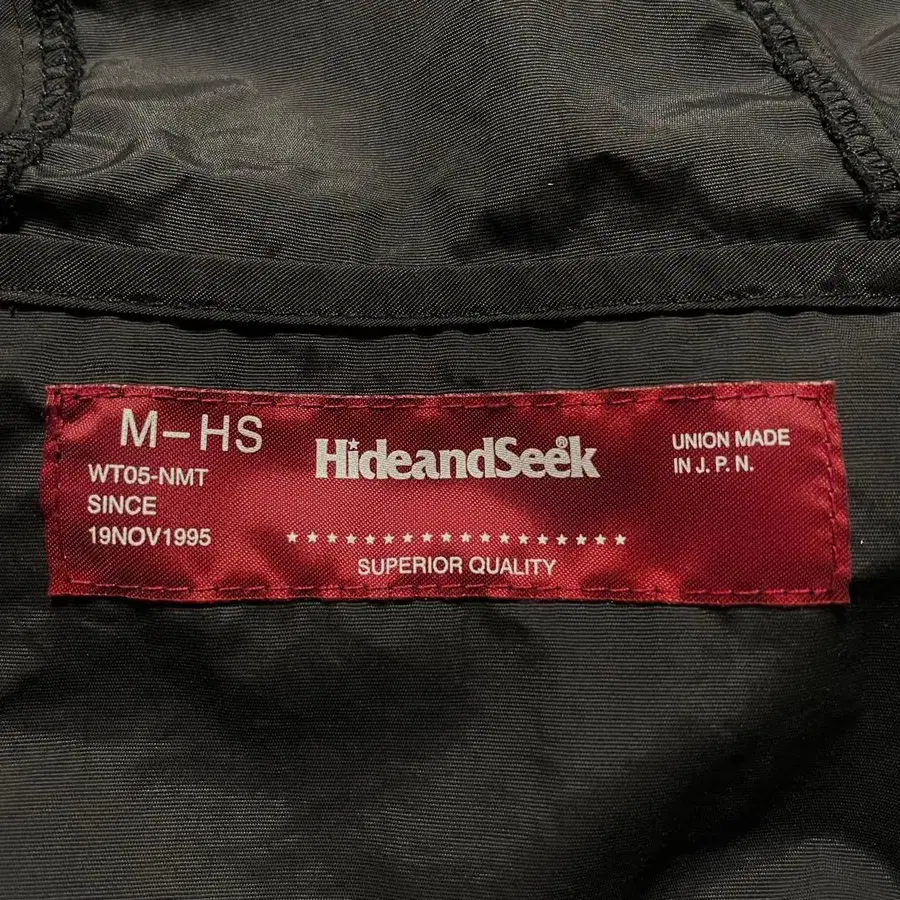 M-HS
WT05-NMT
SINCE
19NOV1995
HideandSeek®
★★★★★★★★★★★★★★★★★★
SUPERIOR QUALITY
UNION MADE
IN J. P. N.